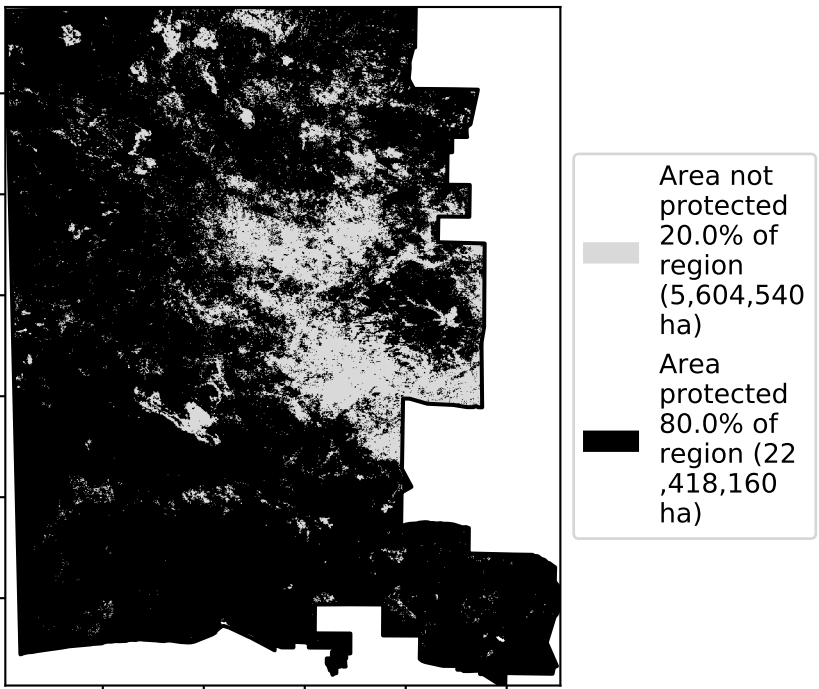 Area not
protected
20.0% of
region
(5,604,540
ha)
Area
protected
80.0% of
region (22
,418,160
ha)